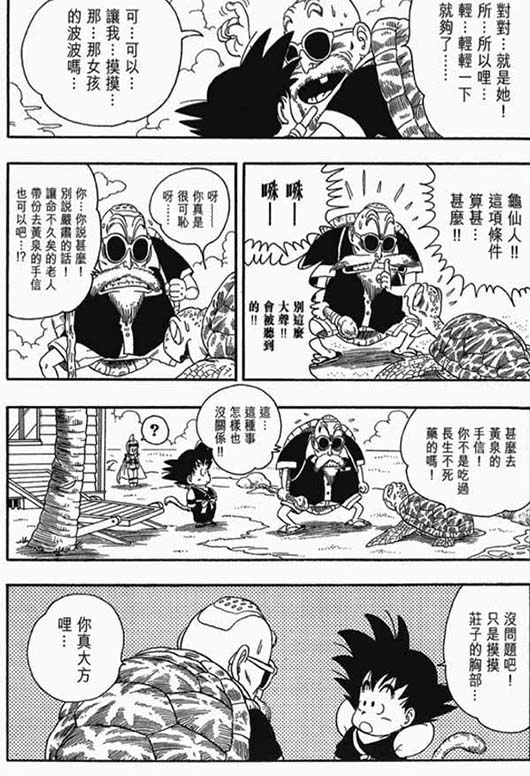 對對…就是她！
所…所以哩…
輕…輕輕一下
就夠了……
可…可以…
讓我…摸摸…
那…那女孩
的波波嗎…
龜仙人!!
這項條件
算甚…
甚麼!!
咻—
咻—
別這麼
大聲!!
會被聽到
的!!
呀…
你真是
很可恥
呀……
你…你說甚麼！
別說嚴肅的話！
讓命不久矣的老人
帶份去黃泉的手信
也可以吧…!?
甚麼去
黃泉的
手信！
你不是吃過
長生不死
藥的嗎！
這…
這種事
怎樣也
沒關係!!
?
沒問題吧！
只是摸摸
莊子的胸部…
你真大方
哩…